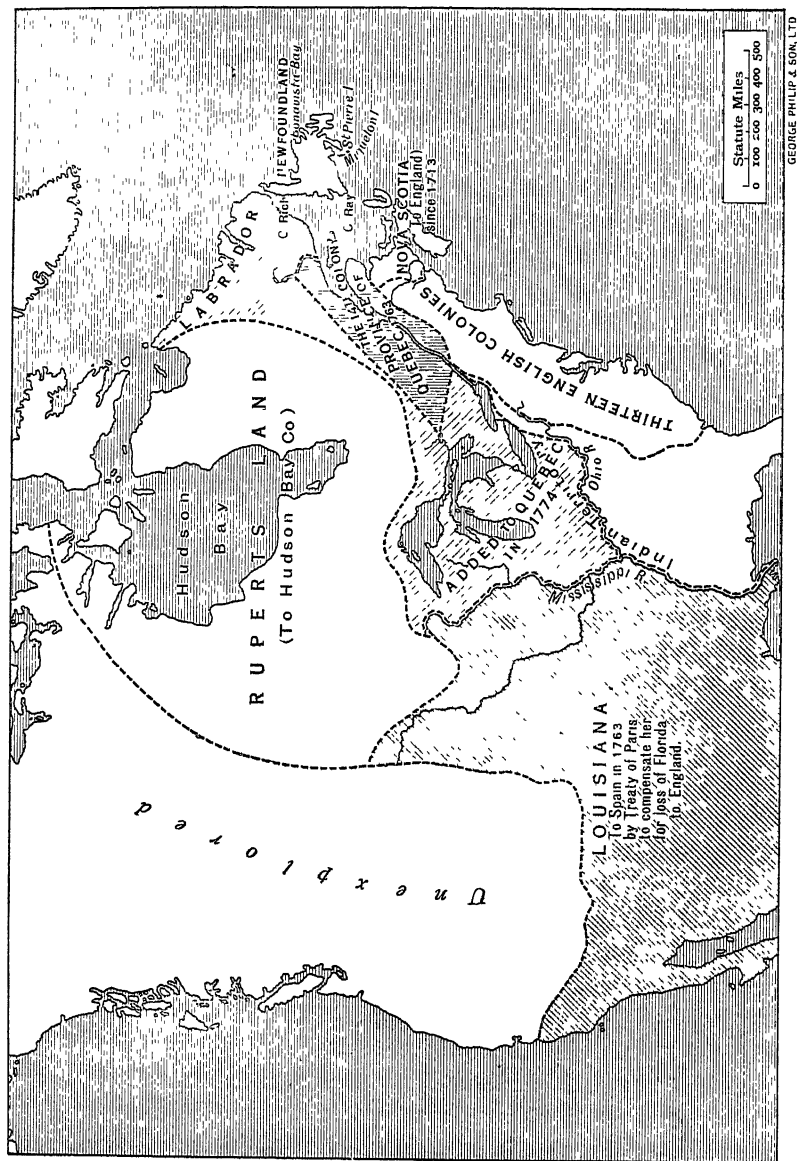 Unexplored
Hudson
Bay
RUPERTS LAND
(To Hudson Bay Co)
LABRADOR
NEWFOUNDLAND
Bonavista Bay
St Pierre I
Miquelon I
C Rich
C. Ray
NOVA SCOTIA
(To England)
since 1713
PROVINCE OF
QUEBEC
THIRTEEN ENGLISH COLONIES
ADDED TO QUEBEC
IN 1774
Ohio R
Indian
Mississippi R.
LOUISIANA
To Spain in 1763
by Treaty of Paris
to compensate her
for loss of Florida
to England.
Statute Miles
0 100 200 300 400 500
GEORGE PHILIP & SON, LTD